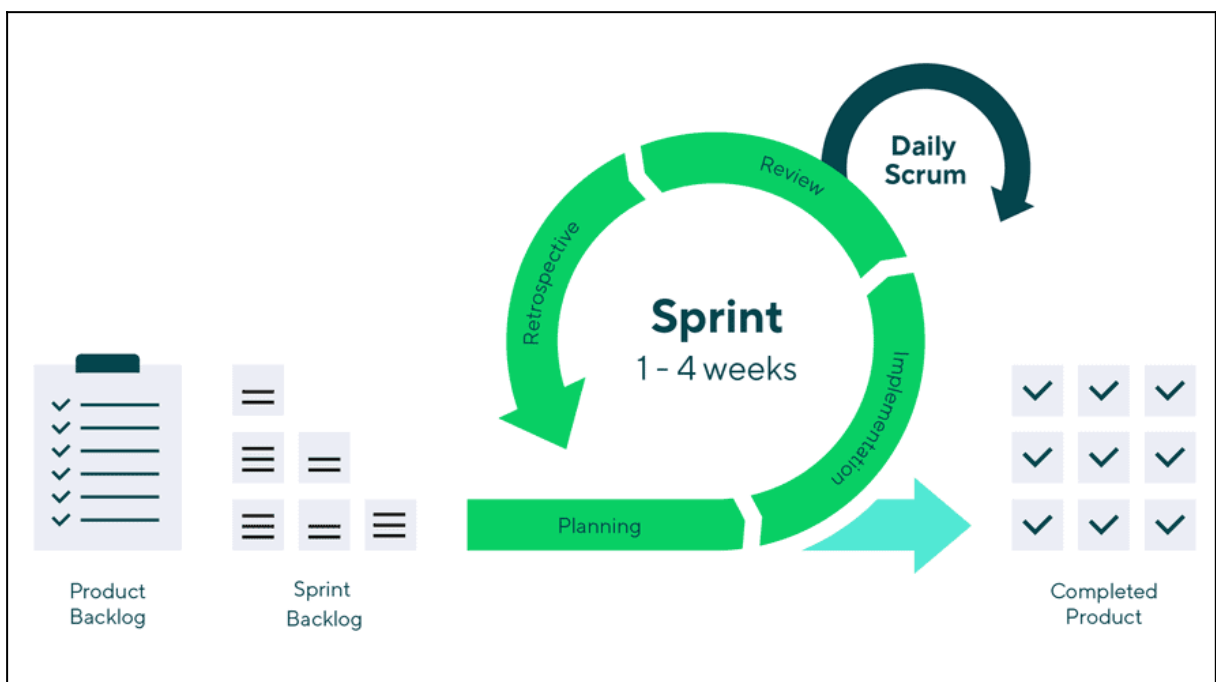 Daily
Scrum
Review
Retrospective
Sprint
1 - 4 weeks
Implementation
Planning
Product
Backlog
Sprint
Backlog
Completed
Product